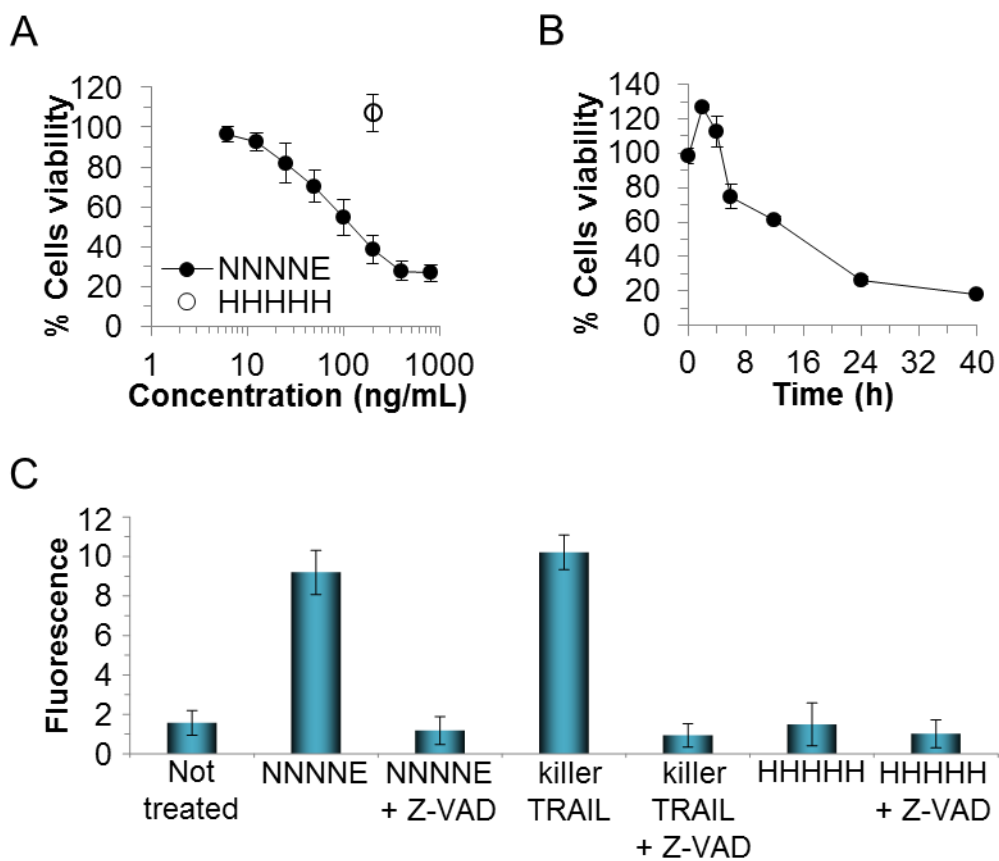 A
% Cells viability
120
100
80
60
40
20
0
NNNNE
HHHHH
1 10 100 1000
Concentration (ng/mL)
B
% Cells viability
140
120
100
80
60
40
20
0
0 8 16 24 32 40
Time (h)
C
Fluorescence
12
10
8
6
4
2
0
Not
treated
NNNNE
NNNNE
+ Z-VAD
killer
TRAIL
killer
TRAIL
+ Z-VAD
HHHHH
HHHHH
+ Z-VAD